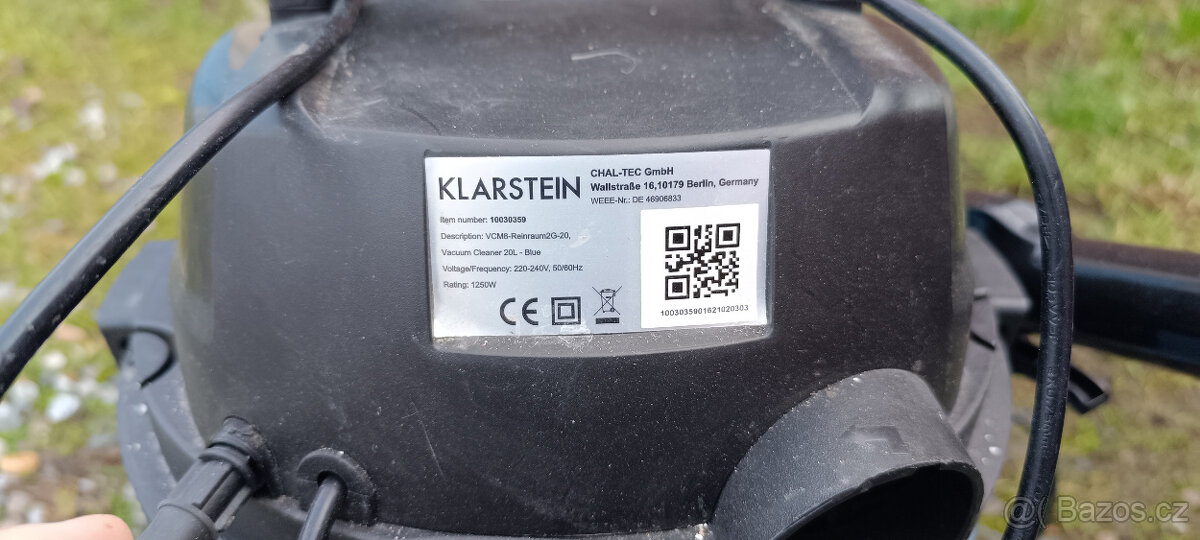 KLARSTEIN
CHAL-TEC GmbH
Wallstraße 16,10179 Berlin, Germany
WEEE-Nr.: DE 46906833
Item number: 10030359
Description: VCM8-Reinraum2G-20,
Vacuum Cleaner 20L - Blue
Voltage/Frequency: 220-240V, 50/60Hz
Rating: 1250W
CE
1003035901621020303
Bazos.cz